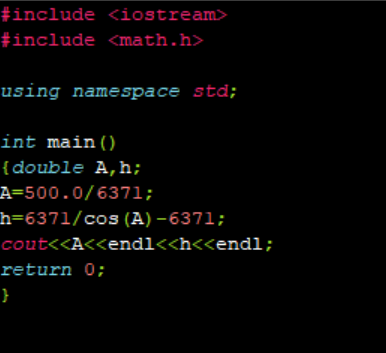 #include <iostream>
#include <math.h>
using namespace std;
int main()
{double A,h;
A=500.0/6371;
h=6371/cos(A)-6371;
cout<<A<<endl<<h<<endl;
return 0;
}